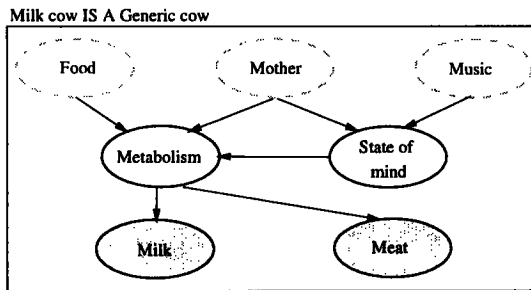 Milk cow IS A Generic cow
Food
Mother
Music
Metabolism
State of
mind
Milk
Meat